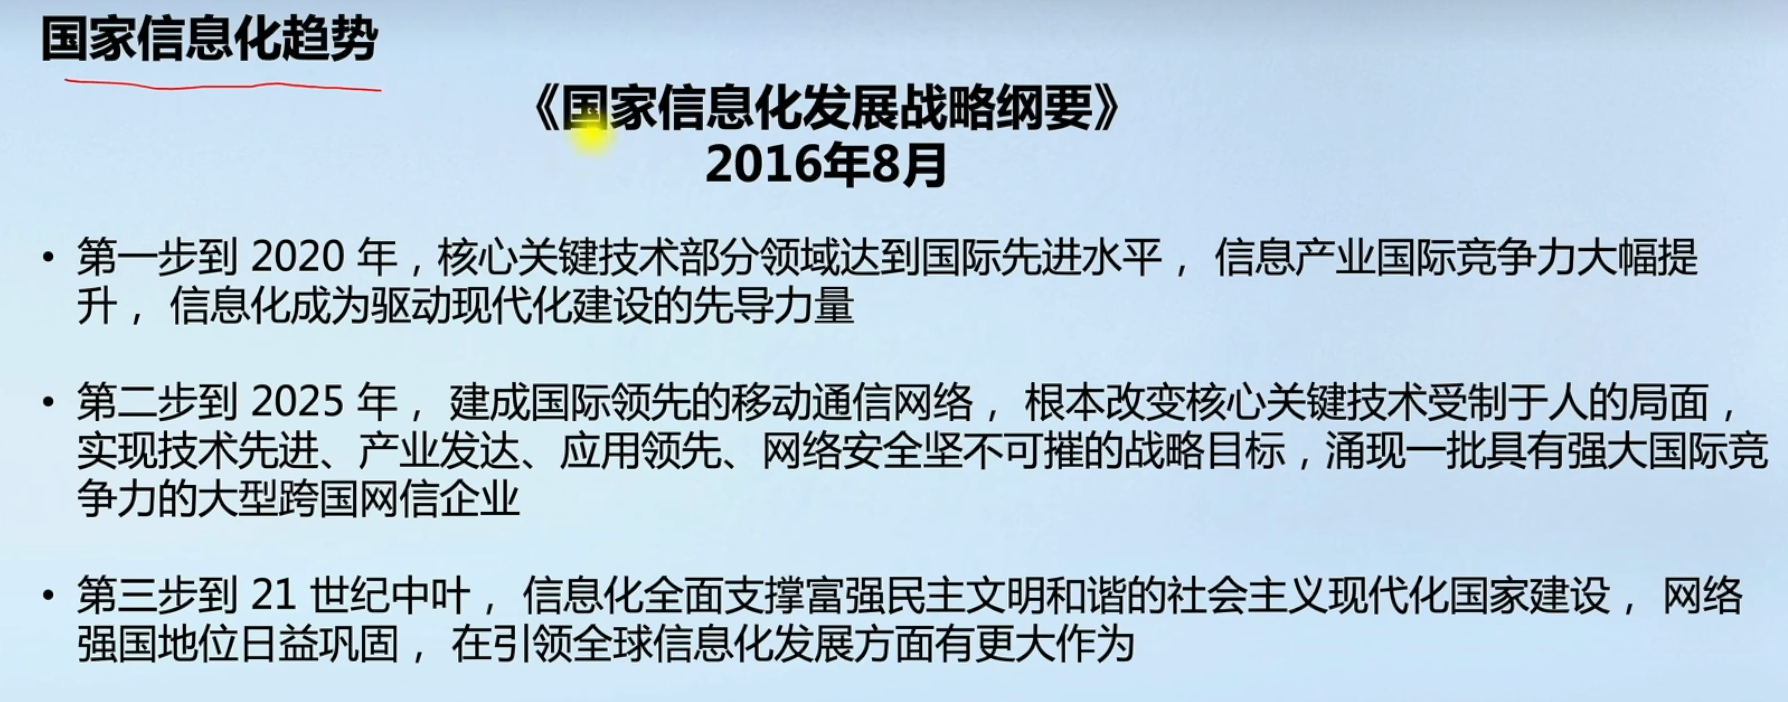 国家信息化趋势
《国家信息化发展战略纲要》
2016年8月
• 第一步到 2020 年，核心关键技术部分领域达到国际先进水平， 信息产业国际竞争力大幅提
升， 信息化成为驱动现代化建设的先导力量
• 第二步到 2025 年， 建成国际领先的移动通信网络， 根本改变核心关键技术受制于人的局面，
实现技术先进、产业发达、应用领先、网络安全坚不可摧的战略目标，涌现一批具有强大国际竞
争力的大型跨国网信企业
• 第三步到 21 世纪中叶， 信息化全面支撑富强民主文明和谐的社会主义现代化国家建设， 网络
强国地位日益巩固， 在引领全球信息化发展方面有更大作为